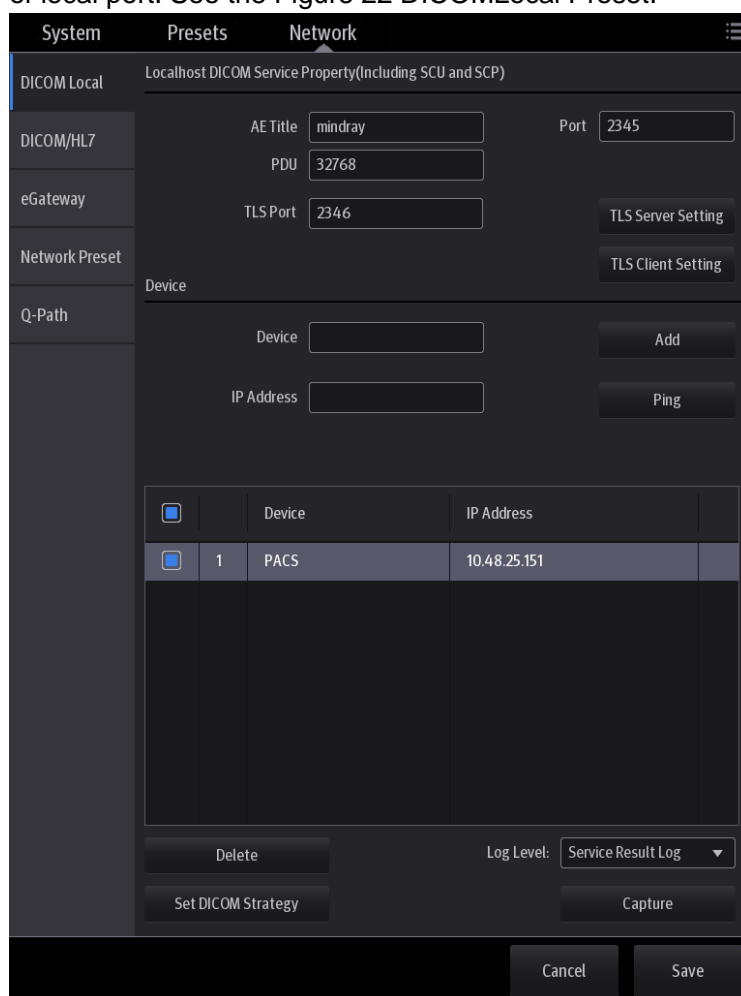 of local port. See the Figure 22 DICOMLocal Preset.
System Presets Network
DICOM Local
DICOM/HL7
eGateway
Network Preset
Q-Path
Localhost DICOM Service Property(Including SCU and SCP)
AE Title mindray Port 2345
PDU 32768
TLS Port 2346 TLS Server Setting
TLS Client Setting
Device
Device Add
IP Address Ping
Device IP Address
1 PACS 10.48.25.151
Delete Log Level: Service Result Log
Set DICOM Strategy Capture
Cancel Save